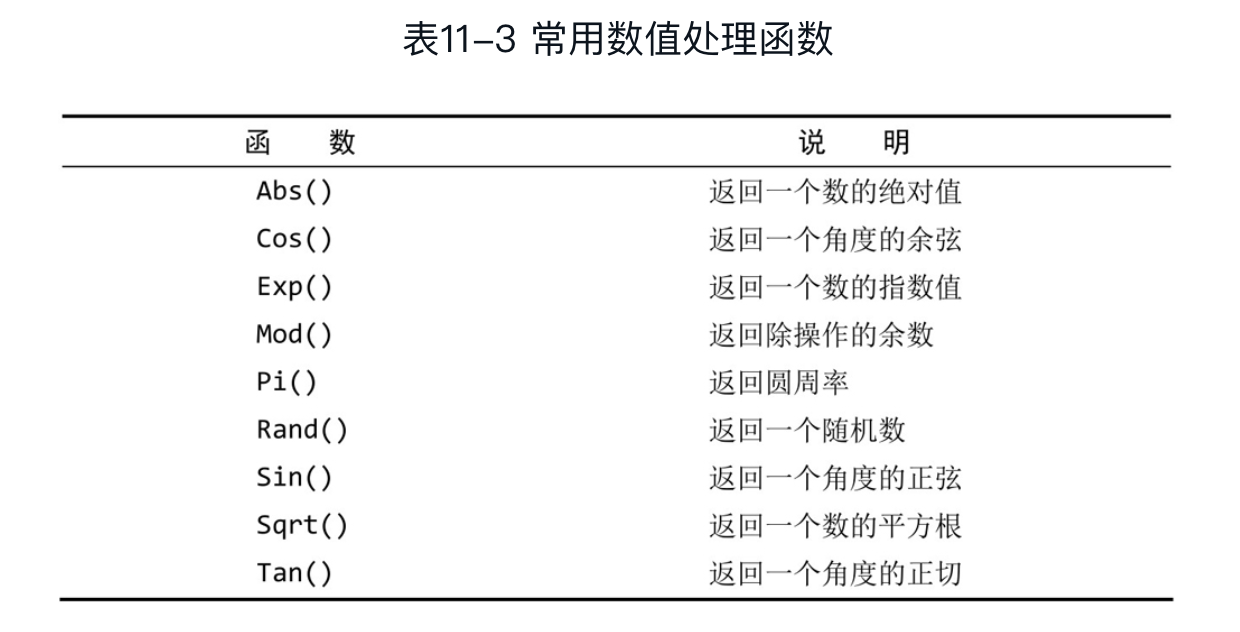 表11-3 常用数值处理函数
函 数 说 明
Abs() 返回一个数的绝对值
Cos() 返回一个角度的余弦
Exp() 返回一个数的指数值
Mod() 返回除操作的余数
Pi() 返回圆周率
Rand() 返回一个随机数
Sin() 返回一个角度的正弦
Sqrt() 返回一个数的平方根
Tan() 返回一个角度的正切